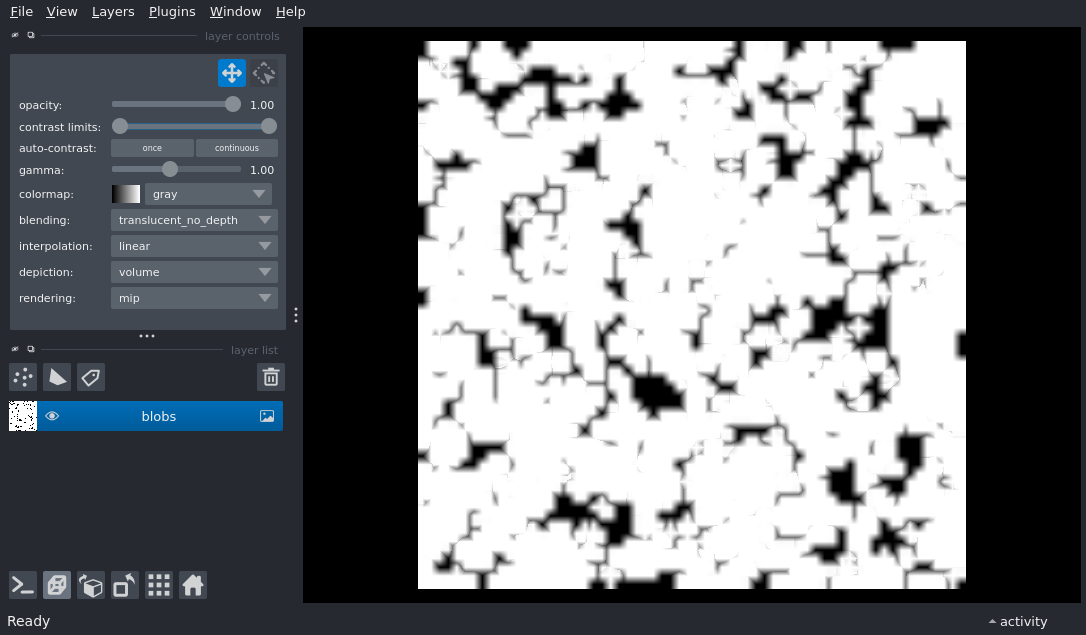 File View Layers Plugins Window Help
layer controls
opacity: 1.00
contrast limits:
auto-contrast: once continuous
gamma: 1.00
colormap: gray
blending: translucent_no_depth
interpolation: linear
depiction: volume
rendering: mip
layer list
blobs
Ready activity